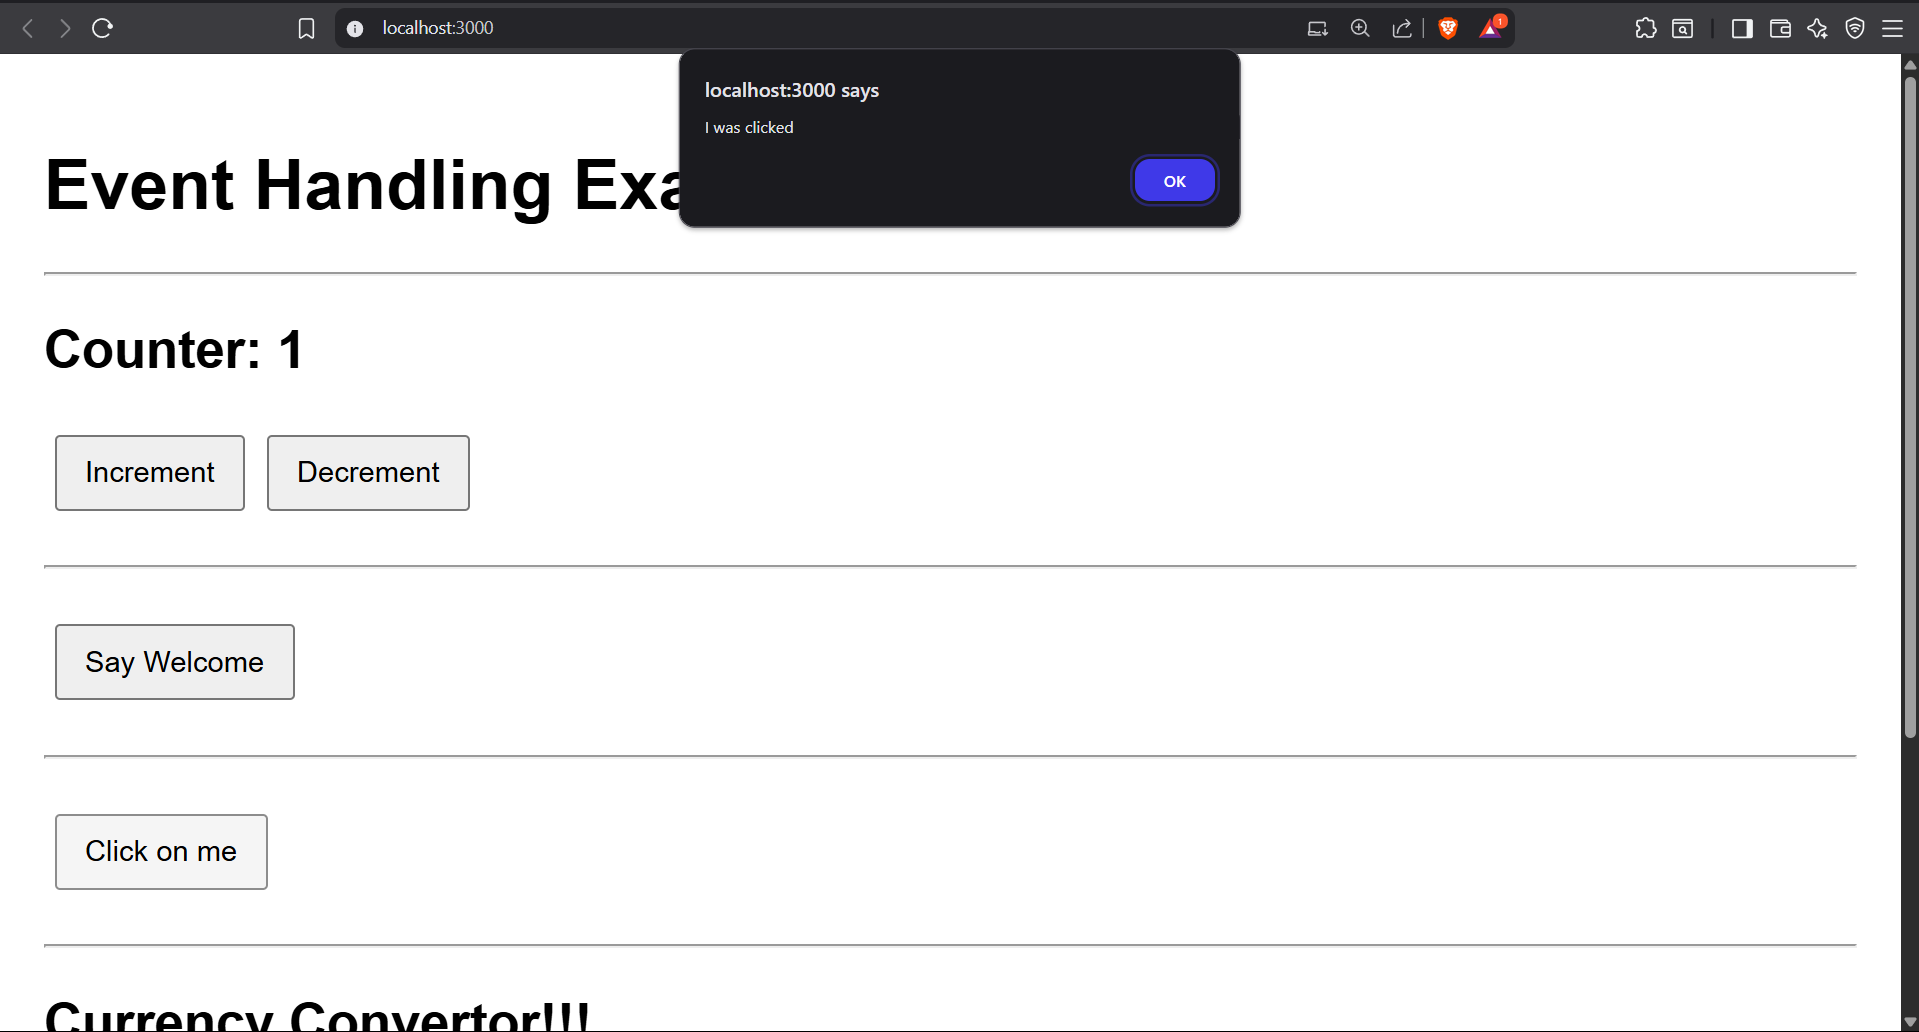 localhost:3000
1
localhost:3000 says
I was clicked
OK
Event Handling Exa
Counter: 1
Increment Decrement
Say Welcome
Click on me
Currency Convertor!!!